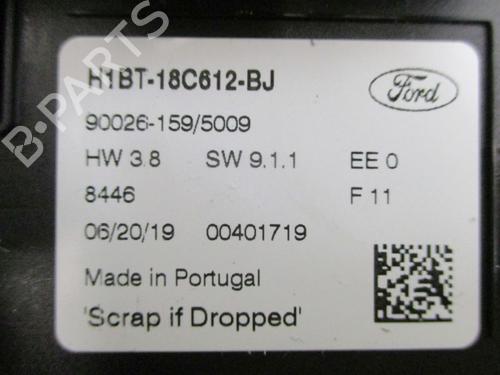 H1BT-18C612-BJ
Ford
90026-159/5009
HW 3.8 SW 9.1.1 EE 0
8446 F 11
06/20/19 00401719
Made in Portugal
'Scrap if Dropped'